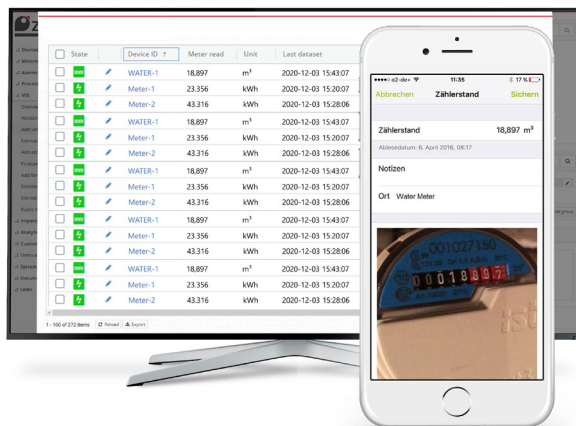 State Device ID ↑ Meter read Unit Last dataset
WATER-1 18,897 m³ 2020-12-03 15:43:07
Meter-1 23.356 kWh 2020-12-03 15:20:07
Meter-2 43.316 kWh 2020-12-03 15:28:06
WATER-1 18,897 m³ 2020-12-03 15:43:07
Meter-1 23.356 kWh 2020-12-03 15:20:07
Meter-2 43.316 kWh 2020-12-03 15:28:06
WATER-1 18,897 m³ 2020-12-03 15:43:07
Meter-1 23.356 kWh 2020-12-03 15:20:07
Meter-2 43.316 kWh 2020-12-03 15:28:06
WATER-1 18,897 m³ 2020-12-03 15:43:07
Meter-1 23.356 kWh 2020-12-03 15:20:07
Meter-2 43.316 kWh 2020-12-03 15:28:06
WATER-1 18,897 m³ 2020-12-03 15:43:07
Meter-1 23.356 kWh 2020-12-03 15:20:07
Meter-2 43.316 kWh 2020-12-03 15:28:06
1 - 100 of 272 items Reload Export
o2-de+ 11:35 17 %
Abbrechen Zählerstand Sichern
Zählerstand 18,897 m³
Ablesedatum: 6. April 2016, 08:17
Notizen
Ort Water Meter
001027150
00018897
ist